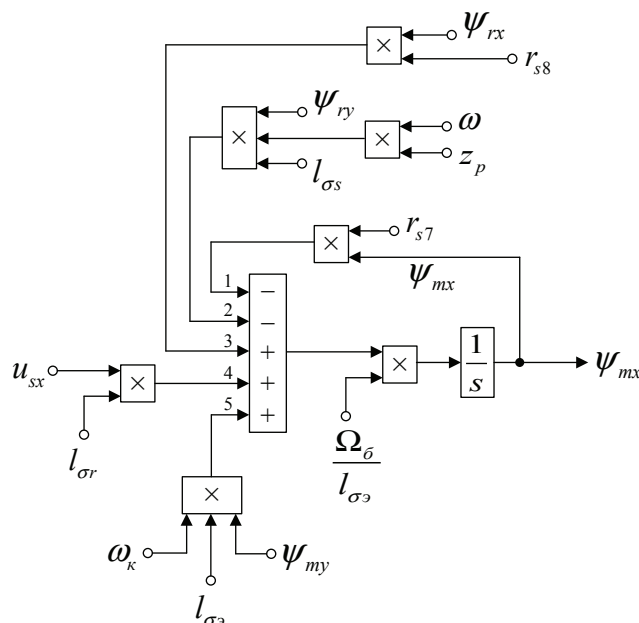 ψrx
×
rs8
ψry
ω
×
×
zp
lσs
rs7
×
1 −
ψmx
2 −
3 +
usx
4 +
×
×
1/s
ψmx
5 +
lσr
Ωб/lσэ
×
ωк
ψmy
lσэ